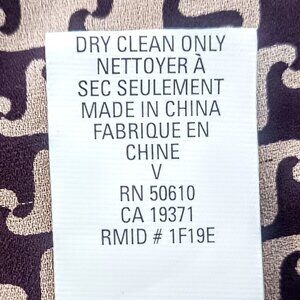 DRY CLEAN ONLY
NETTOYER À
SEC SEULEMENT
MADE IN CHINA
FABRIQUE EN
CHINE
V
RN 50610
CA 19371
RMID # 1F19E